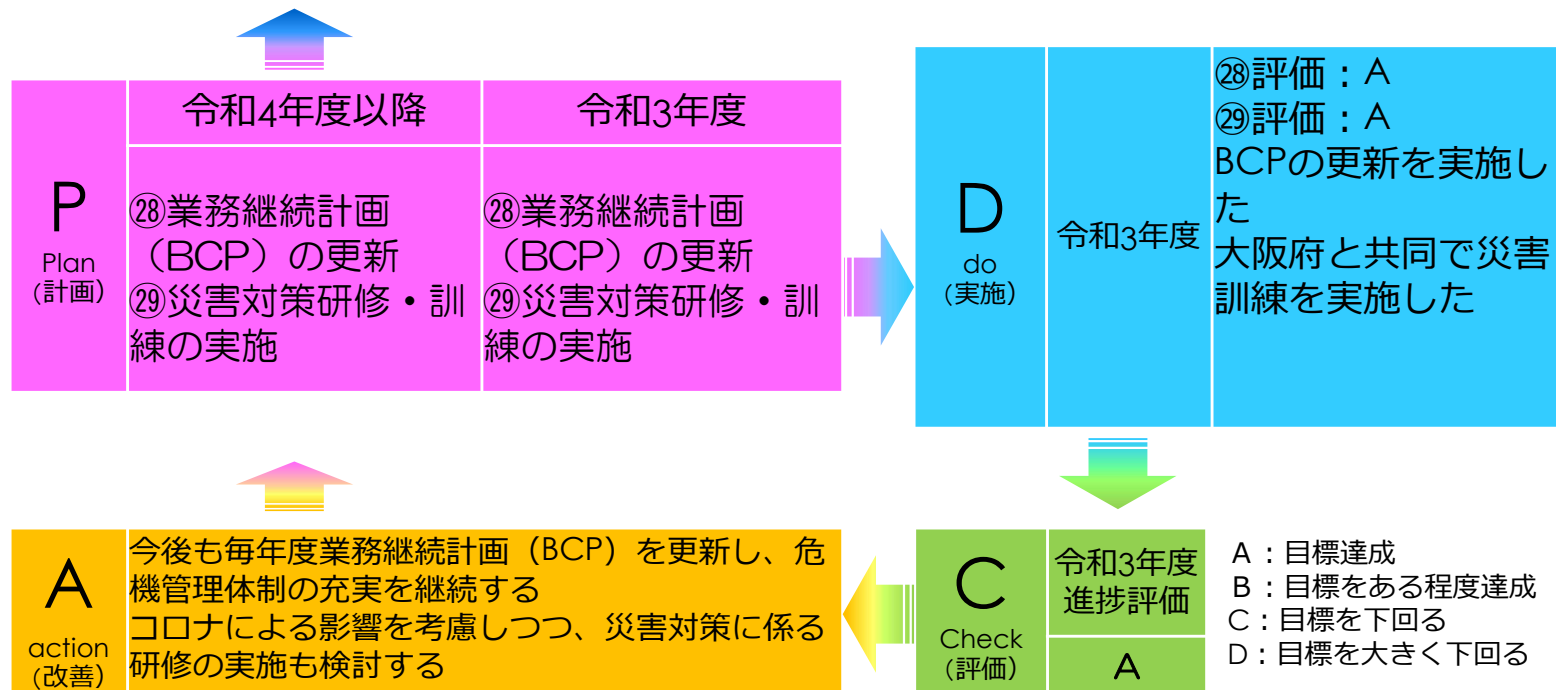 P
Plan
(計画)
令和4年度以降
㉘業務継続計画
（BCP）の更新
㉙災害対策研修・訓
練の実施
令和3年度
㉘業務継続計画
（BCP）の更新
㉙災害対策研修・訓
練の実施
D
do
(実施)
令和3年度
㉘評価：A
㉙評価：A
BCPの更新を実施し
た
大阪府と共同で災害
訓練を実施した
C
Check
(評価)
令和3年度
進捗評価
A
A：目標達成
B：目標をある程度達成
C：目標を下回る
D：目標を大きく下回る
A
action
(改善)
今後も毎年度業務継続計画（BCP）を更新し、危
機管理体制の充実を継続する
コロナによる影響を考慮しつつ、災害対策に係る
研修の実施も検討する